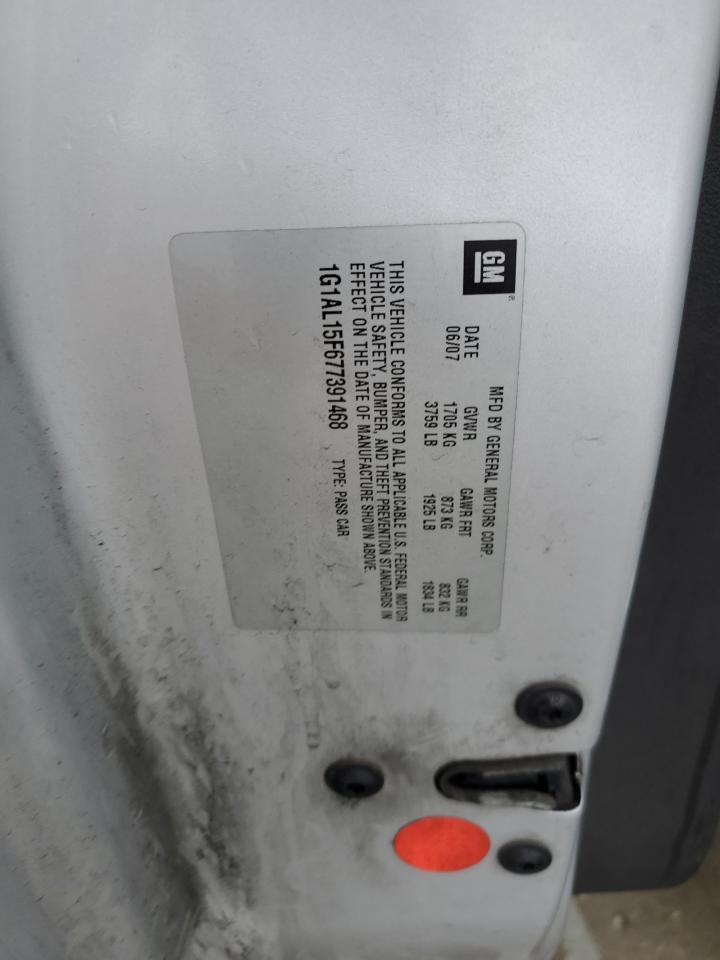 GM®
MFD BY GENERAL MOTORS CORP.
DATE GVWR GAWR FRT GAWR RR
06/07 1705 KG 873 KG 832 KG
3759 LB 1925 LB 1834 LB
THIS VEHICLE CONFORMS TO ALL APPLICABLE U.S. FEDERAL MOTOR
VEHICLE SAFETY, BUMPER, AND THEFT PREVENTION STANDARDS IN
EFFECT ON THE DATE OF MANUFACTURE SHOWN ABOVE.
1G1AL15F677391468 TYPE: PASS CAR